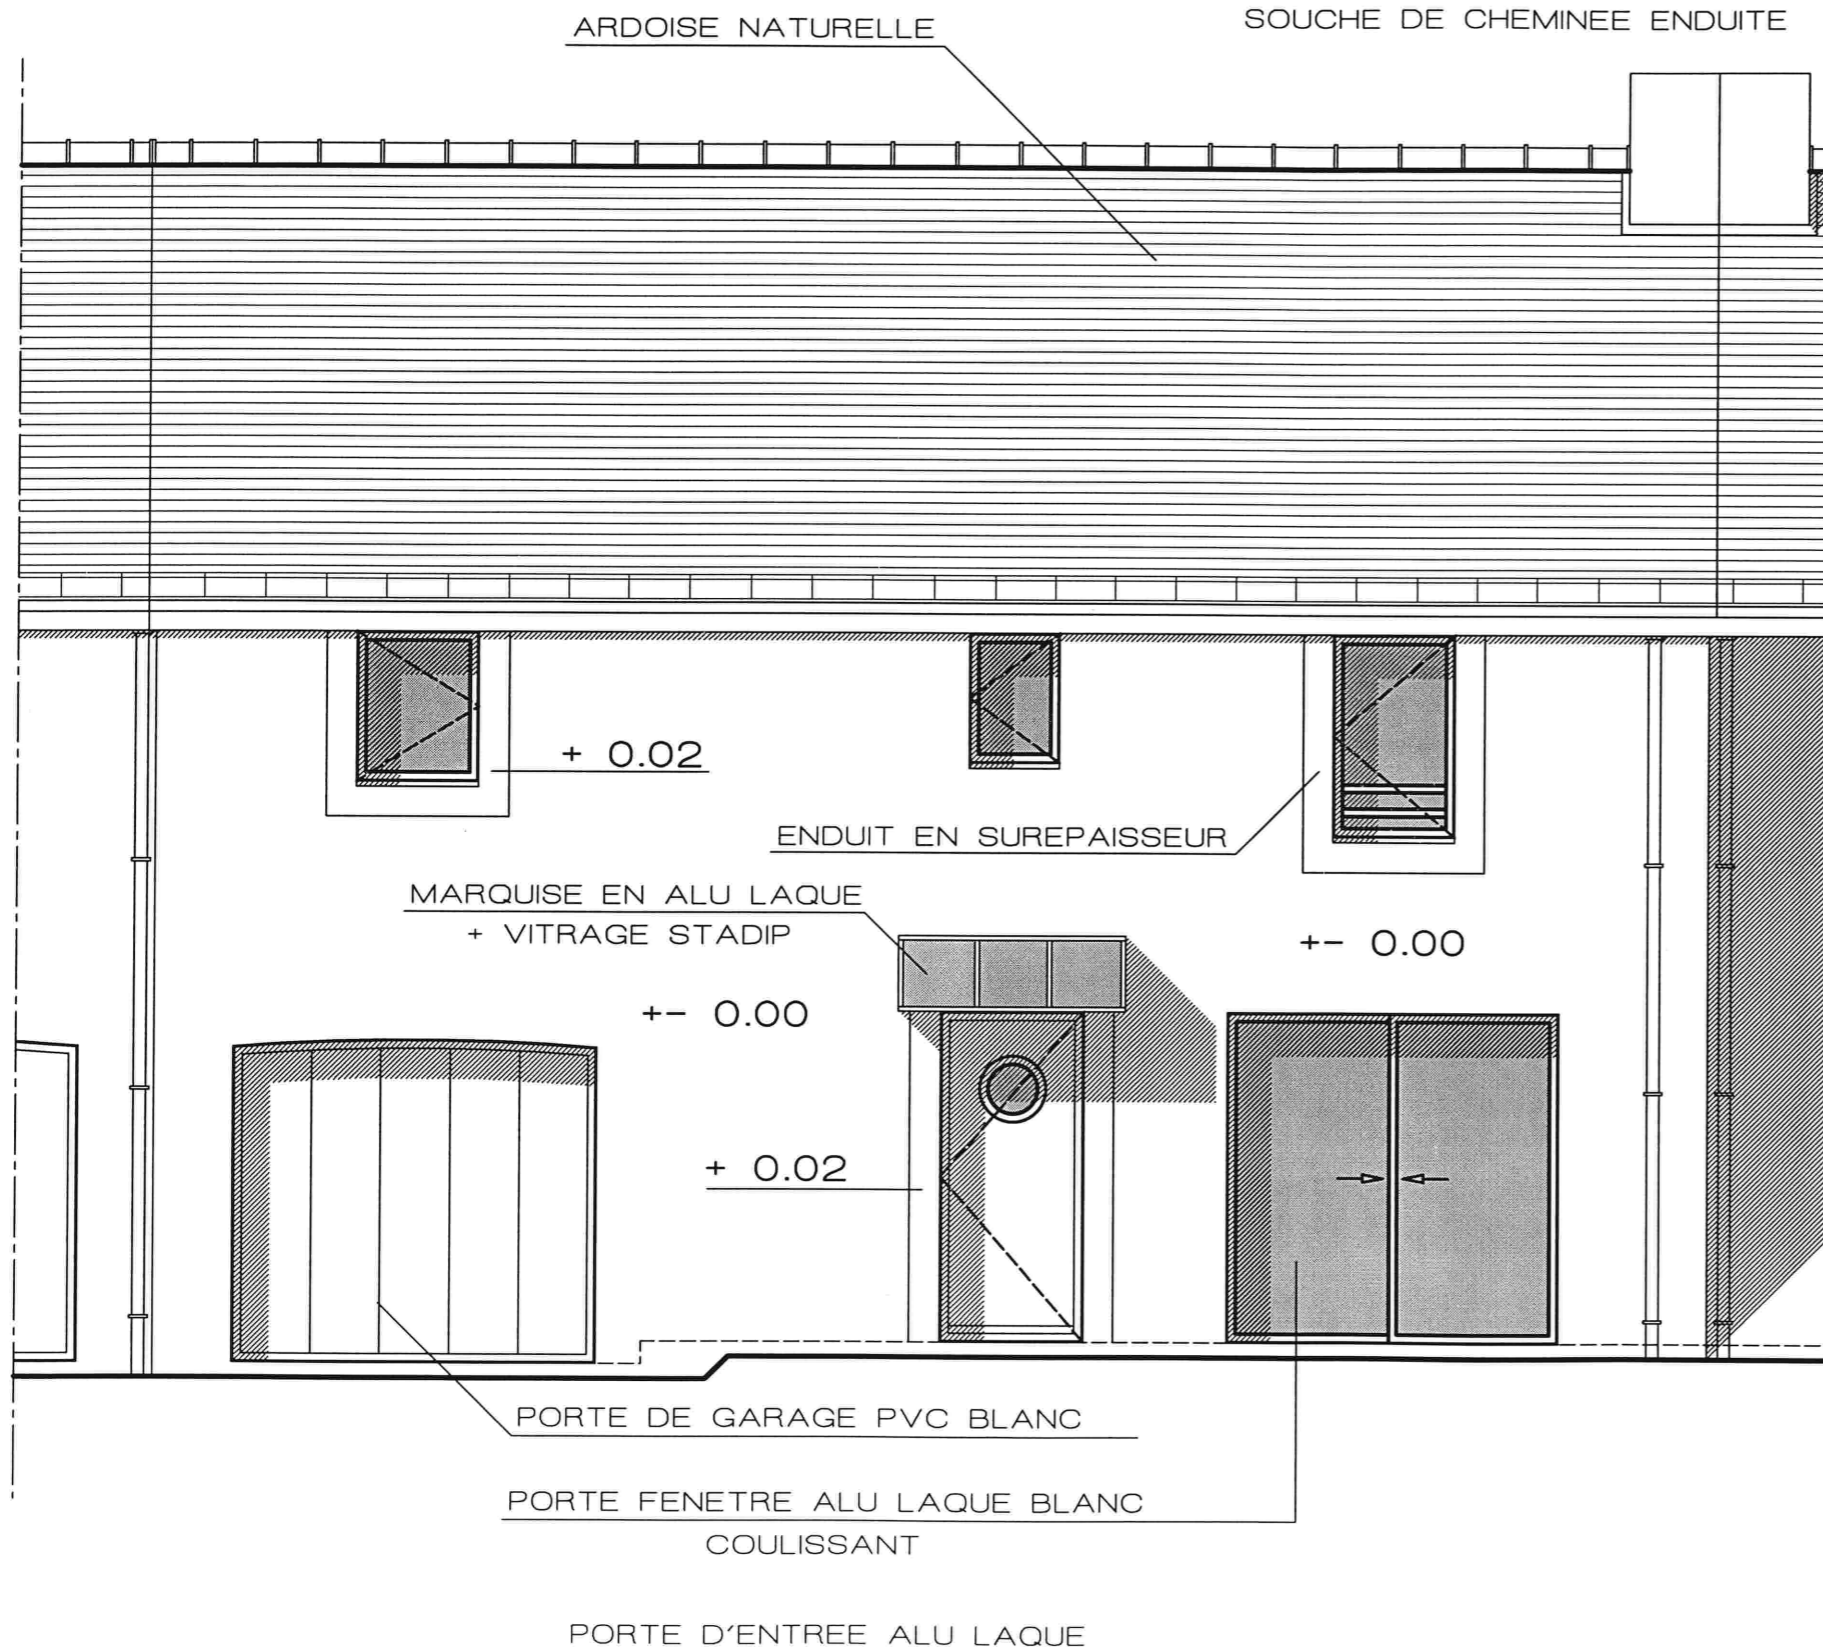 ARDOISE NATURELLE
SOUCHE DE CHEMINEE ENDUITE
+ 0.02
ENDUIT EN SUREPAISSEUR
MARQUISE EN ALU LAQUE
+ VITRAGE STADIP
+- 0.00
+- 0.00
+ 0.02
PORTE DE GARAGE PVC BLANC
PORTE FENETRE ALU LAQUE BLANC
COULISSANT
PORTE D'ENTREE ALU LAQUE